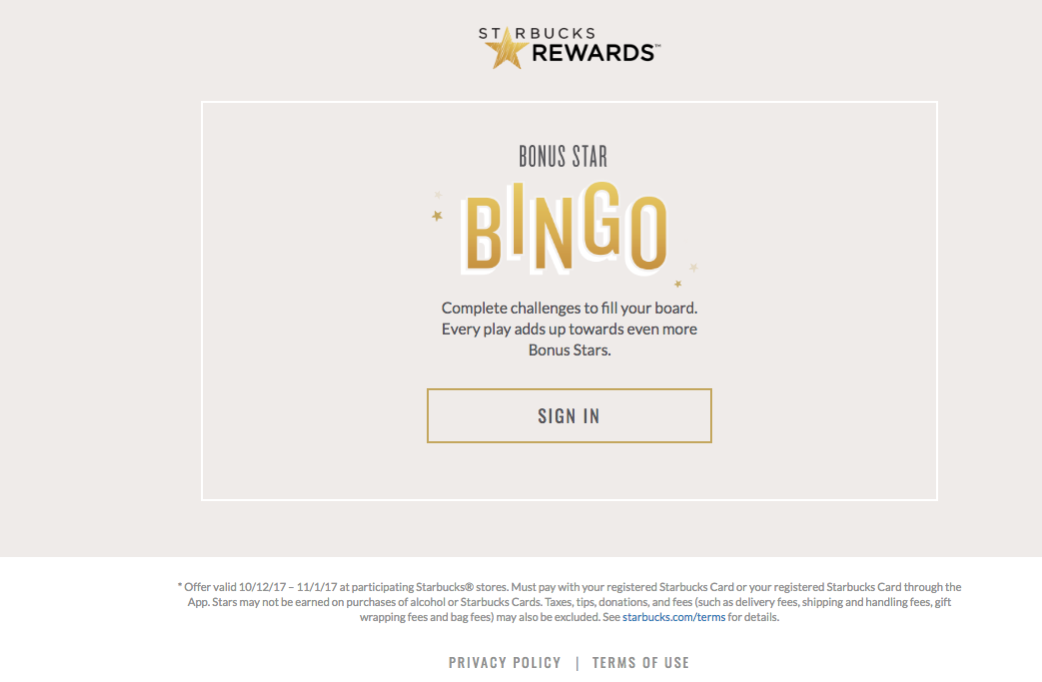 STARBUCKS
REWARDS℠
BONUS STAR
BINGO
Complete challenges to fill your board.
Every play adds up towards even more
Bonus Stars.
SIGN IN
* Offer valid 10/12/17 – 11/1/17 at participating Starbucks® stores. Must pay with your registered Starbucks Card or your registered Starbucks Card through the
App. Stars may not be earned on purchases of alcohol or Starbucks Cards. Taxes, tips, donations, and fees (such as delivery fees, shipping and handling fees, gift
wrapping fees and bag fees) may also be excluded. See starbucks.com/terms for details.
PRIVACY POLICY | TERMS OF USE